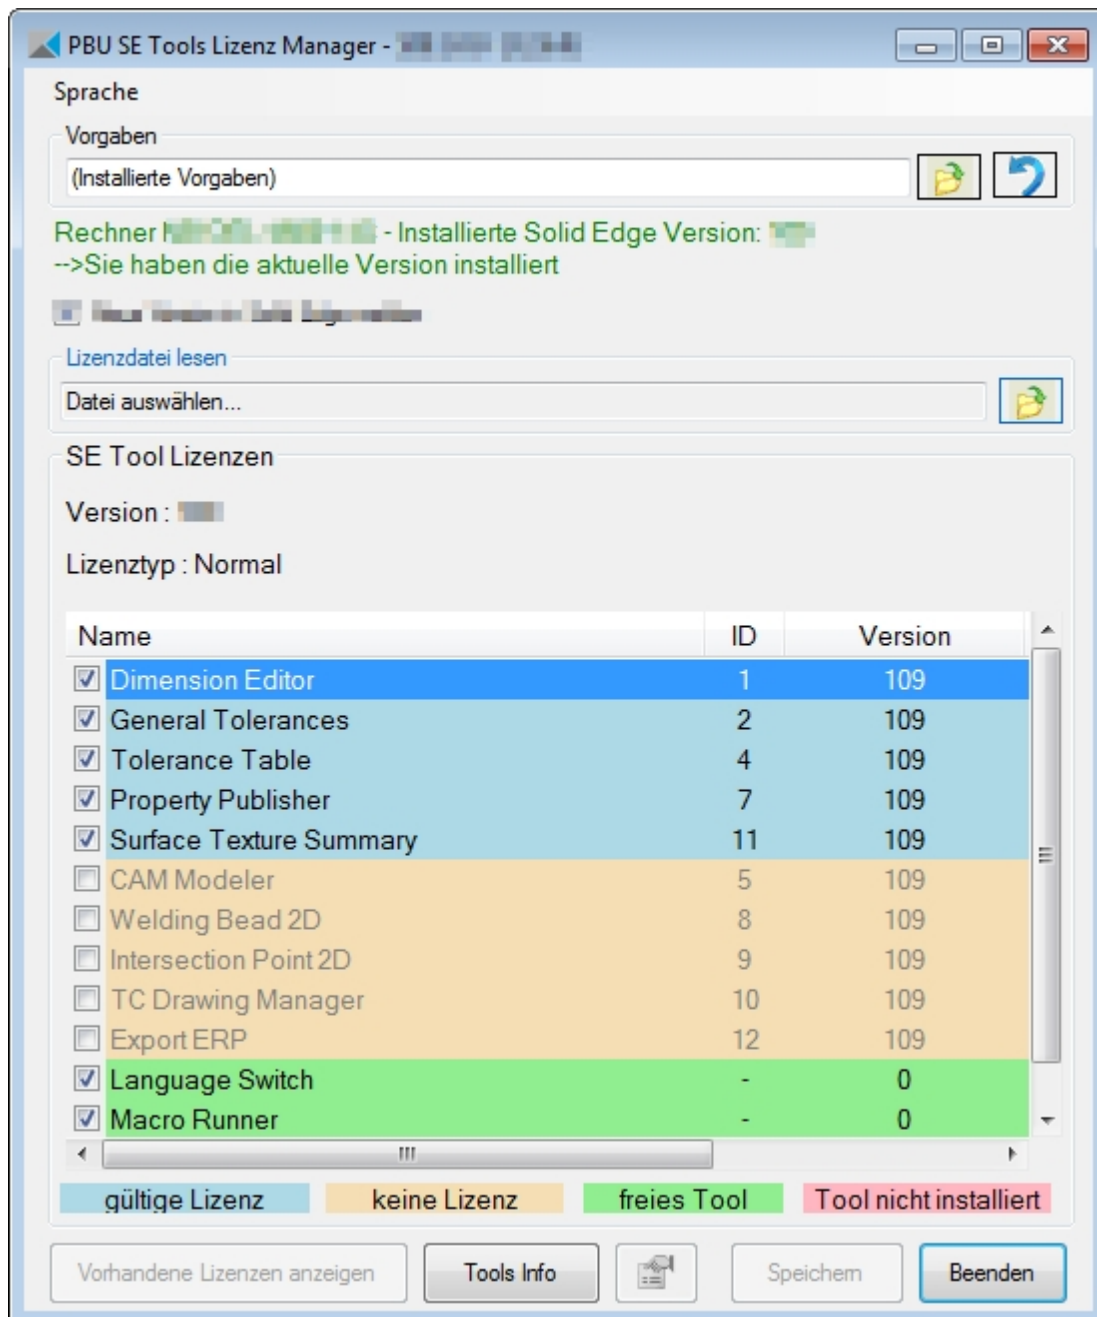 PBU SE Tools Lizenz Manager -
Sprache
Vorgaben
(Installierte Vorgaben)
Rechner - Installierte Solid Edge Version:
-->Sie haben die aktuelle Version installiert
Lizenzdatei lesen
Datei auswählen...
SE Tool Lizenzen
Version :
Lizenztyp : Normal
Name ID Version
Dimension Editor 1 109
General Tolerances 2 109
Tolerance Table 4 109
Property Publisher 7 109
Surface Texture Summary 11 109
CAM Modeler 5 109
Welding Bead 2D 8 109
Intersection Point 2D 9 109
TC Drawing Manager 10 109
Export ERP 12 109
Language Switch - 0
Macro Runner - 0
gültige Lizenz keine Lizenz freies Tool Tool nicht installiert
Vorhandene Lizenzen anzeigen Tools Info Speichern Beenden